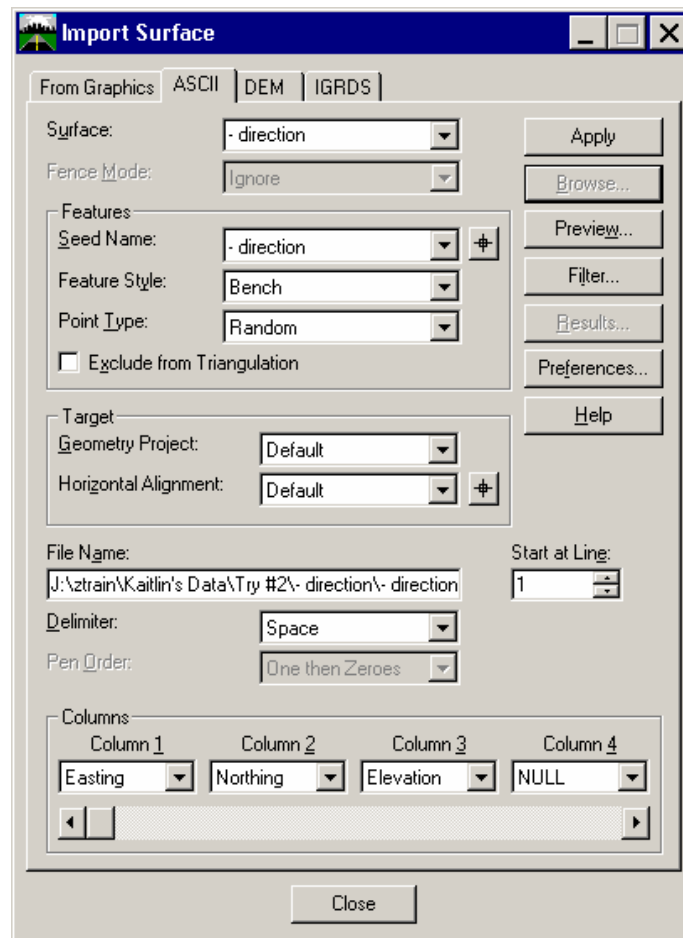 Import Surface
From Graphics ASCII DEM IGRDS
Surface: - direction Apply
Fence Mode: Ignore Browse...
Features
Seed Name: - direction Preview...
Feature Style: Bench Filter...
Point Type: Random Results...
Exclude from Triangulation Preferences...
Target Help
Geometry Project: Default
Horizontal Alignment: Default
File Name: Start at Line:
J:\ztrain\Kaitlin's Data\Try #2\- direction\- direction 1
Delimiter: Space
Pen Order: One then Zeroes
Columns
Column 1 Column 2 Column 3 Column 4
Easting Northing Elevation NULL
Close